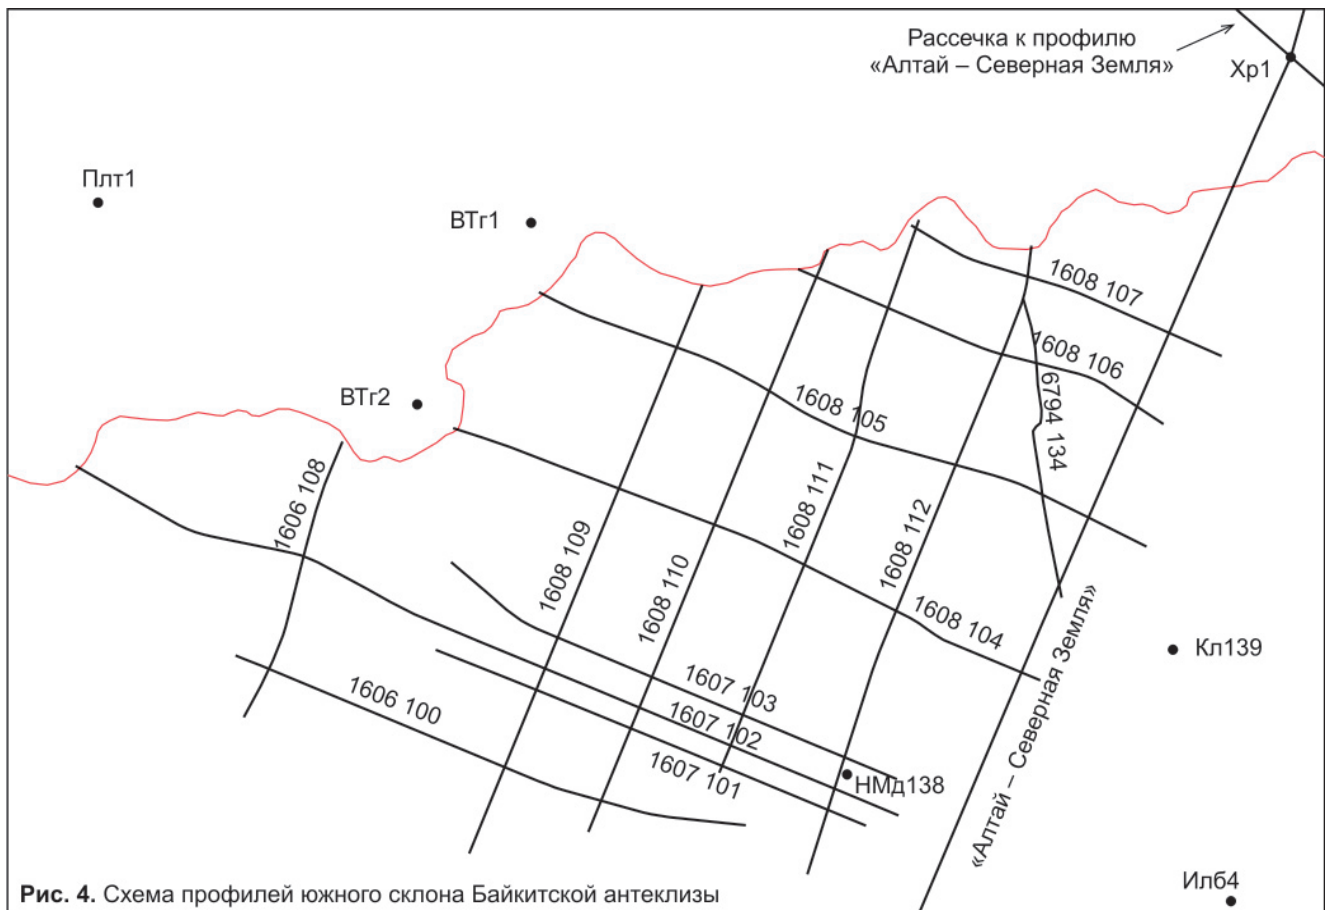 Рассечка к профилю
«Алтай – Северная Земля»
Хр1
Плт1
ВТг1
1608 107
1608 106
ВТг2
1608 105
6794 134
1606 108
1608 111
1608 112
1608 109
1608 110
1608 104
Кл139
1606 100
1607 103
1607 102
1607 101
НМд138
«Алтай – Северная Земля»
Илб4
Рис. 4. Схема профилей южного склона Байкитской антеклизы